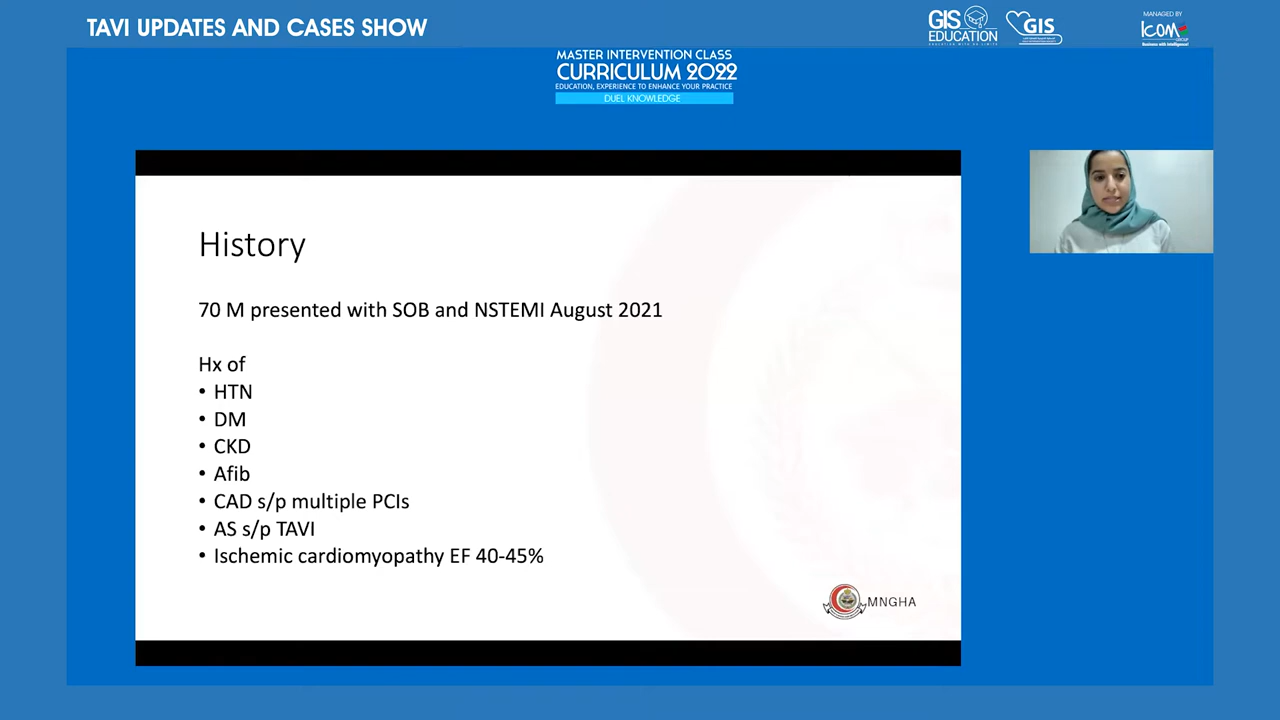 TAVI UPDATES AND CASES SHOW
GIS
EDUCATION
GIS
MANAGED BY
icom
GROUP
Business with Intelligence!
MASTER INTERVENTION CLASS
CURRICULUM 2022
EDUCATION, EXPERIENCE TO ENHANCE YOUR PRACTICE
DUEL KNOWLEDGE
History
70 M presented with SOB and NSTEMI August 2021
Hx of
• HTN
• DM
• CKD
• Afib
• CAD s/p multiple PCIs
• AS s/p TAVI
• Ischemic cardiomyopathy EF 40-45%
MNGHA